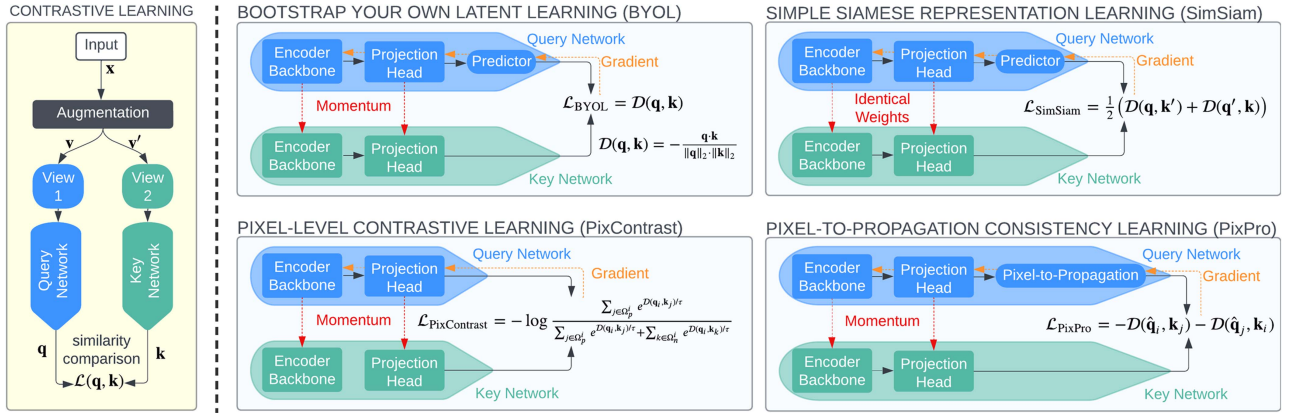 CONTRASTIVE LEARNING
Input
x
Augmentation
v
v′
View
1
View
2
Query
Network
Key
Network
similarity
comparison
q
k
ℒ(q, k)
BOOTSTRAP YOUR OWN LATENT LEARNING (BYOL)
Query Network
Encoder
Backbone
Projection
Head
Predictor
Gradient
Momentum
ℒ_BYOL = 𝒟(q, k)
𝒟(q, k) = − q·k / ‖q‖₂·‖k‖₂
Encoder
Backbone
Projection
Head
Key Network
SIMPLE SIAMESE REPRESENTATION LEARNING (SimSiam)
Query Network
Encoder
Backbone
Projection
Head
Predictor
Gradient
Identical
Weights
ℒ_SimSiam = 1/2 (𝒟(q, k′) + 𝒟(q′, k))
Encoder
Backbone
Projection
Head
Key Network
PIXEL-LEVEL CONTRASTIVE LEARNING (PixContrast)
Query Network
Encoder
Backbone
Projection
Head
Gradient
Momentum
ℒ_PixContrast = − log ∑_{j∈Ω_p^i} e^{𝒟(q_i,k_j)/τ} / ∑_{j∈Ω_p^i} e^{𝒟(q_i,k_j)/τ} + ∑_{k∈Ω_n^i} e^{𝒟(q_i,k_k)/τ}
Encoder
Backbone
Projection
Head
Key Network
PIXEL-TO-PROPAGATION CONSISTENCY LEARNING (PixPro)
Query Network
Encoder
Backbone
Projection
Head
Pixel-to-Propagation
Gradient
Momentum
ℒ_PixPro = −𝒟(q̂_i, k_j) − 𝒟(q̂_j, k_i)
Encoder
Backbone
Projection
Head
Key Network